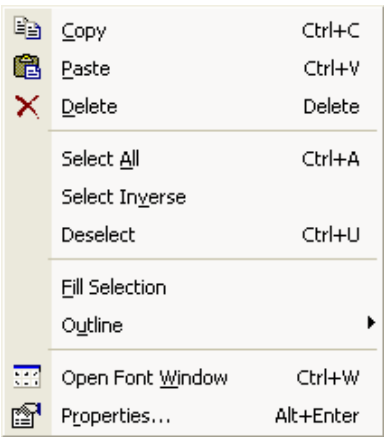 Copy Ctrl+C
Paste Ctrl+V
Delete Delete
Select All Ctrl+A
Select Inverse
Deselect Ctrl+U
Fill Selection
Outline
Open Font Window Ctrl+W
Properties... Alt+Enter